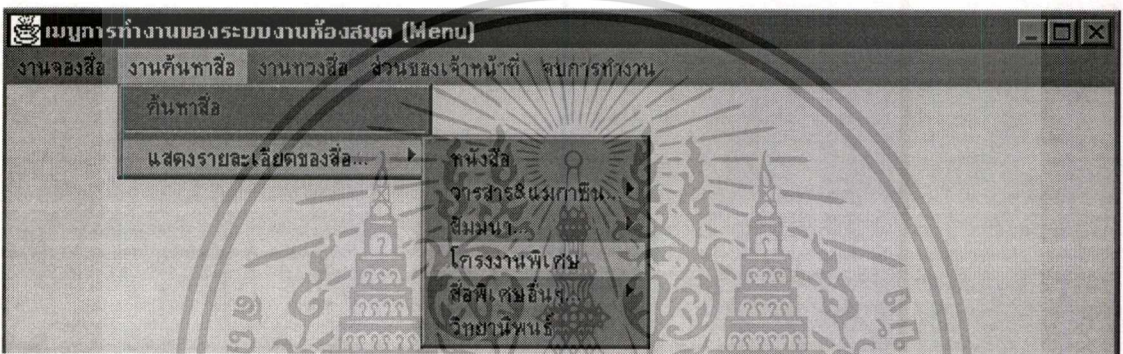 เมนูการทำงานของระบบงานห้องสมุด (Menu)
งานจองสื่อ งานค้นหาสื่อ งานทวงสื่อ ส่วนของเจ้าหน้าที่ จบการทำงาน
ค้นหาสื่อ
แสดงรายละเอียดของสื่อ...
หนังสือ
วารสาร&แมกาซีน...
สัมมนา...
โครงงานพิเศษ
สื่อพิเศษอื่นๆ...
วิทยานิพนธ์